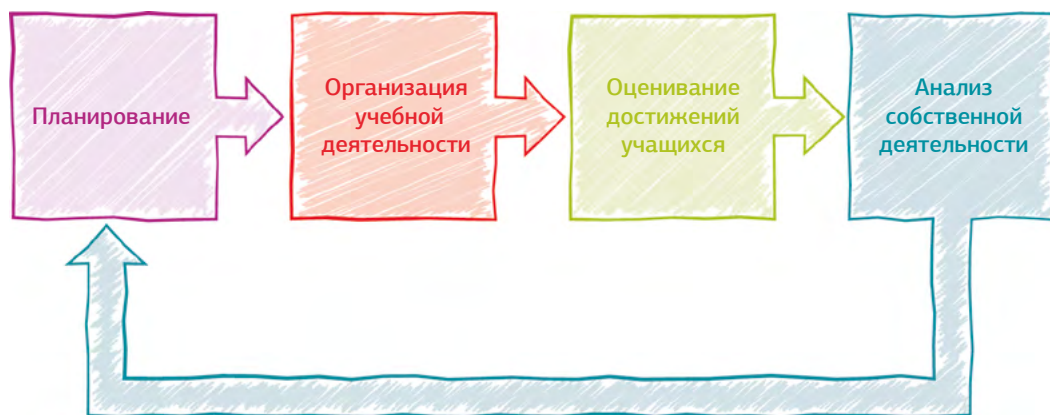 Планирование
Организация
учебной
деятельности
Оценивание
достижений
учащихся
Анализ
собственной
деятельности